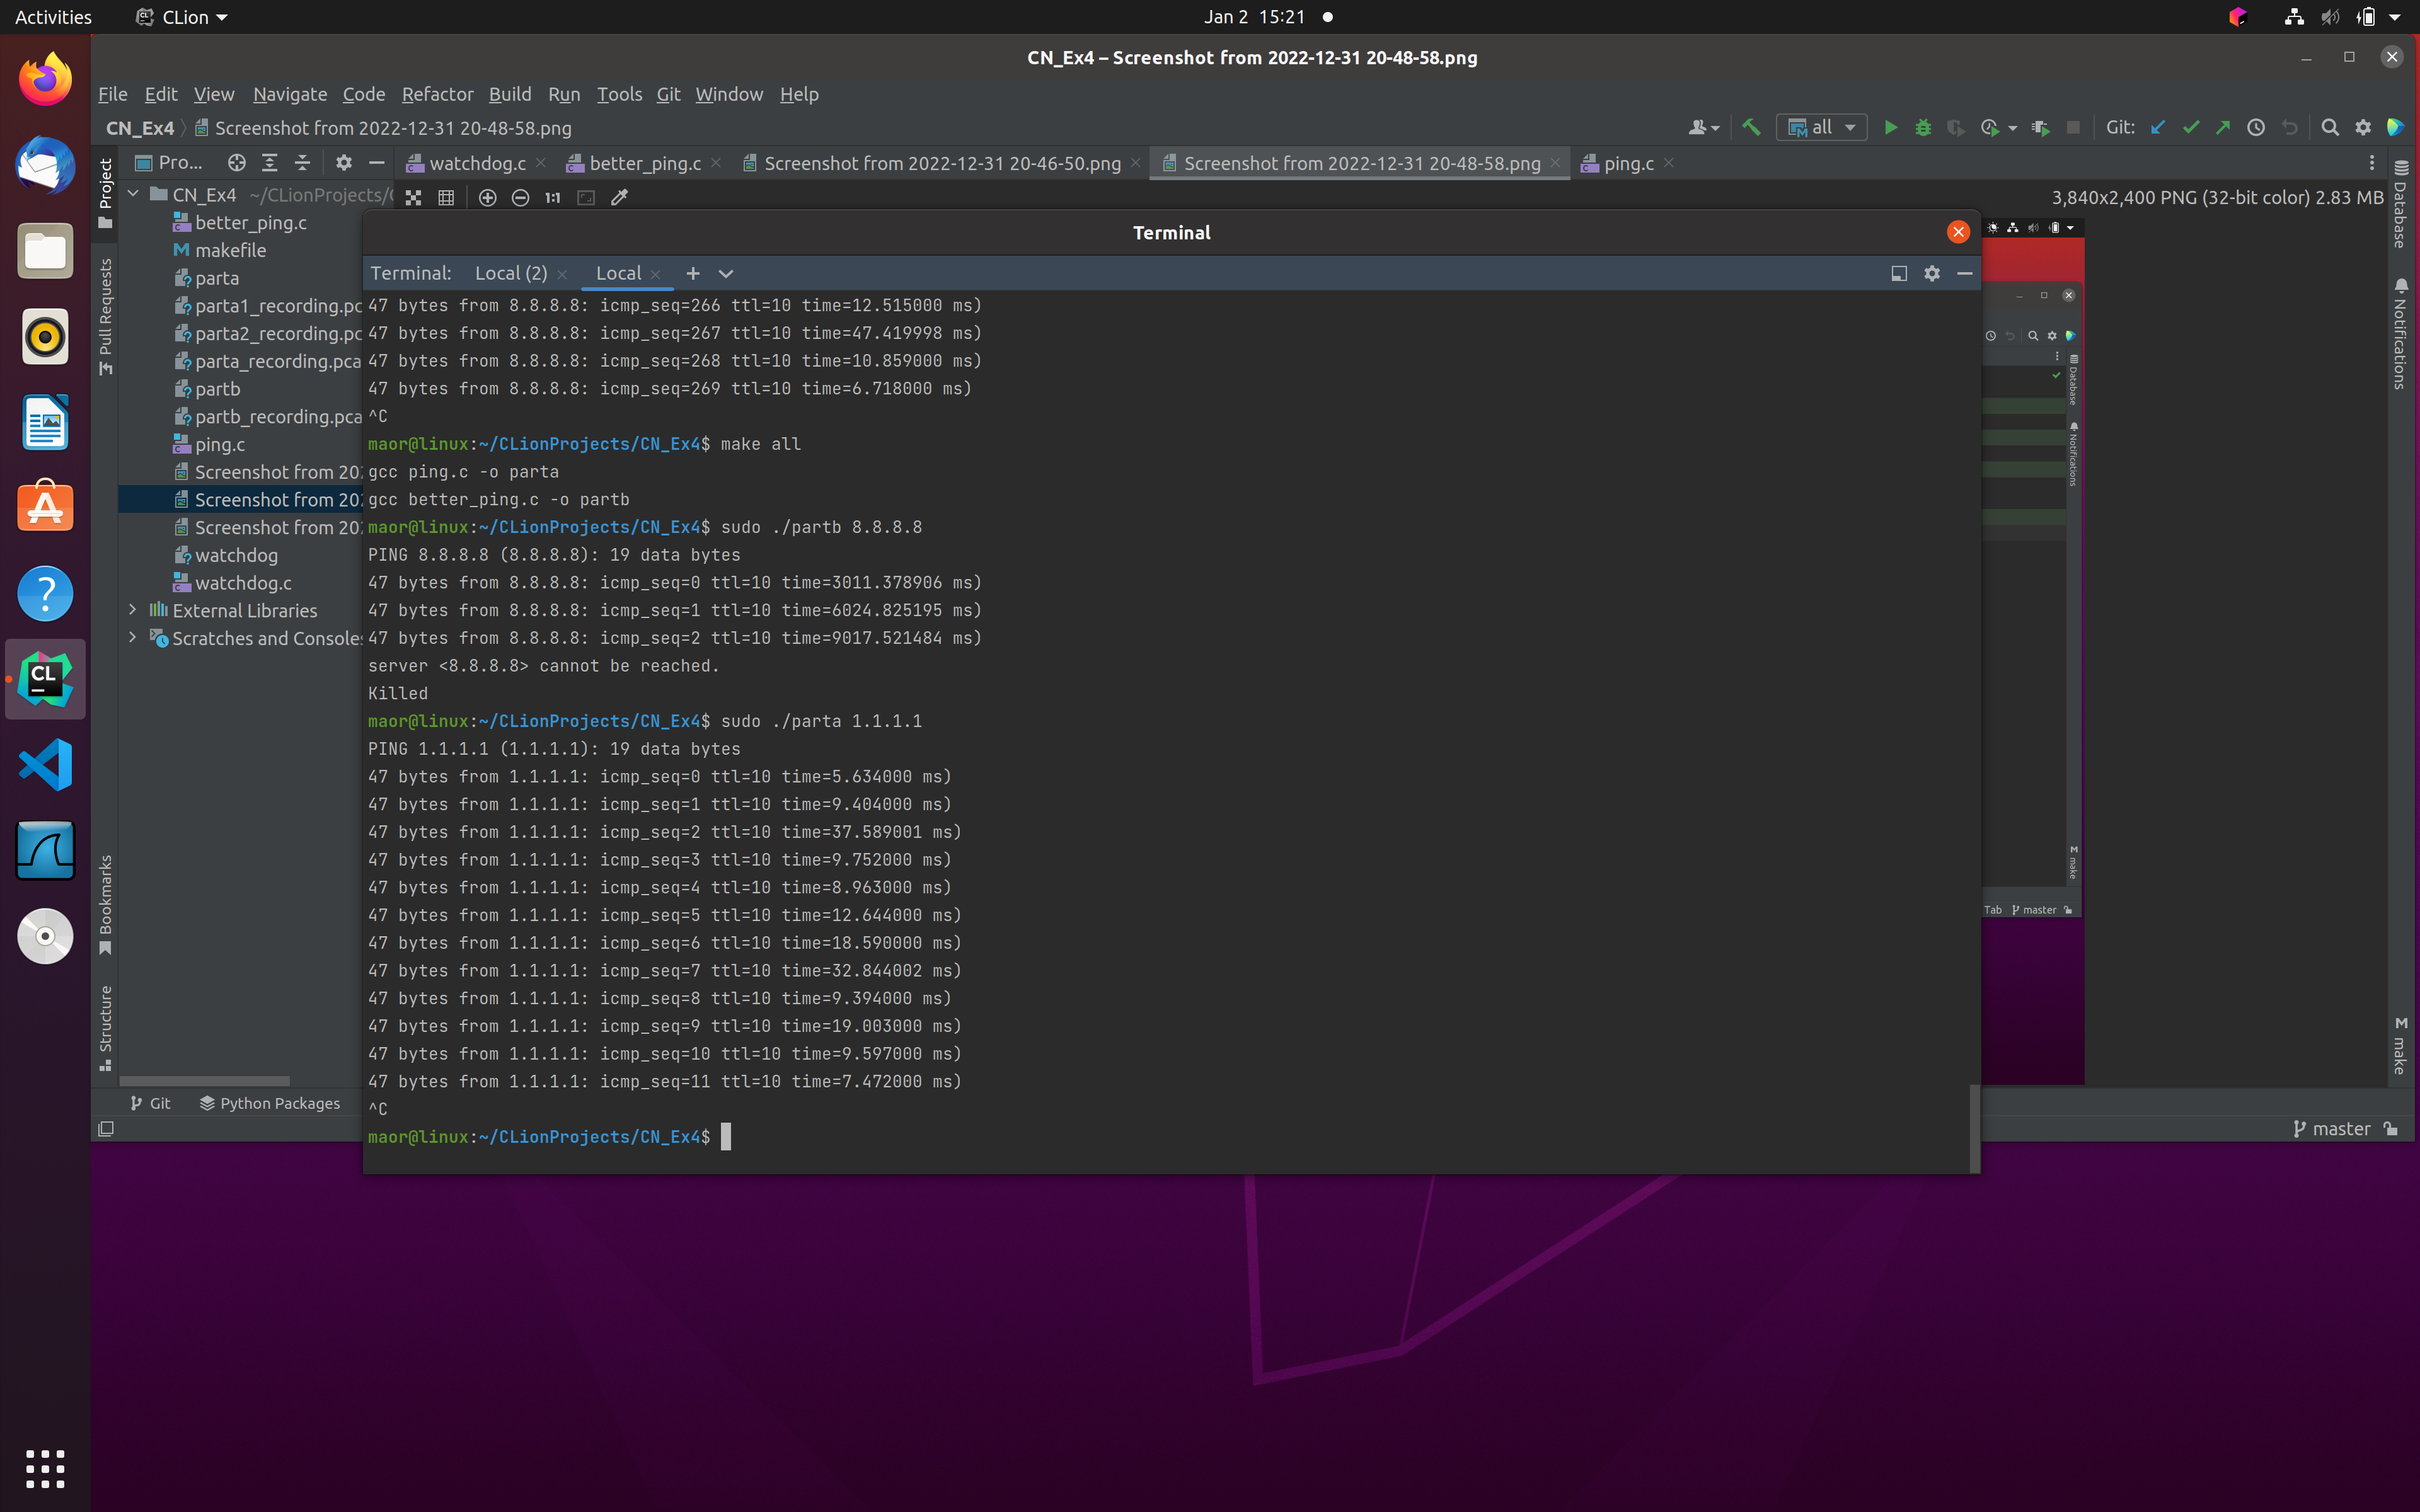 Activities
CLion
Jan 2 15:21
CN_Ex4 – Screenshot from 2022-12-31 20-48-58.png
File Edit View Navigate Code Refactor Build Run Tools Git Window Help
CN_Ex4 Screenshot from 2022-12-31 20-48-58.png
all
Git:
Project
Pro...
watchdog.c
better_ping.c
Screenshot from 2022-12-31 20-46-50.png
Screenshot from 2022-12-31 20-48-58.png
ping.c
1:1
3,840x2,400 PNG (32-bit color) 2.83 MB
CN_Ex4 ~/CLionProjects/
better_ping.c
makefile
parta
parta1_recording.pc
parta2_recording.pc
parta_recording.pca
partb
partb_recording.pca
ping.c
Screenshot from 202
Screenshot from 202
Screenshot from 202
watchdog
watchdog.c
External Libraries
Scratches and Consoles
Pull Requests
Bookmarks
Structure
Terminal
Terminal: Local (2) Local
47 bytes from 8.8.8.8: icmp_seq=266 ttl=10 time=12.515000 ms)
47 bytes from 8.8.8.8: icmp_seq=267 ttl=10 time=47.419998 ms)
47 bytes from 8.8.8.8: icmp_seq=268 ttl=10 time=10.859000 ms)
47 bytes from 8.8.8.8: icmp_seq=269 ttl=10 time=6.718000 ms)
^C
maor@linux:~/CLionProjects/CN_Ex4$ make all
gcc ping.c -o parta
gcc better_ping.c -o partb
maor@linux:~/CLionProjects/CN_Ex4$ sudo ./partb 8.8.8.8
PING 8.8.8.8 (8.8.8.8): 19 data bytes
47 bytes from 8.8.8.8: icmp_seq=0 ttl=10 time=3011.378906 ms)
47 bytes from 8.8.8.8: icmp_seq=1 ttl=10 time=6024.825195 ms)
47 bytes from 8.8.8.8: icmp_seq=2 ttl=10 time=9017.521484 ms)
server <8.8.8.8> cannot be reached.
Killed
maor@linux:~/CLionProjects/CN_Ex4$ sudo ./parta 1.1.1.1
PING 1.1.1.1 (1.1.1.1): 19 data bytes
47 bytes from 1.1.1.1: icmp_seq=0 ttl=10 time=5.634000 ms)
47 bytes from 1.1.1.1: icmp_seq=1 ttl=10 time=9.404000 ms)
47 bytes from 1.1.1.1: icmp_seq=2 ttl=10 time=37.589001 ms)
47 bytes from 1.1.1.1: icmp_seq=3 ttl=10 time=9.752000 ms)
47 bytes from 1.1.1.1: icmp_seq=4 ttl=10 time=8.963000 ms)
47 bytes from 1.1.1.1: icmp_seq=5 ttl=10 time=12.644000 ms)
47 bytes from 1.1.1.1: icmp_seq=6 ttl=10 time=18.590000 ms)
47 bytes from 1.1.1.1: icmp_seq=7 ttl=10 time=32.844002 ms)
47 bytes from 1.1.1.1: icmp_seq=8 ttl=10 time=9.394000 ms)
47 bytes from 1.1.1.1: icmp_seq=9 ttl=10 time=19.003000 ms)
47 bytes from 1.1.1.1: icmp_seq=10 ttl=10 time=9.597000 ms)
47 bytes from 1.1.1.1: icmp_seq=11 ttl=10 time=7.472000 ms)
^C
maor@linux:~/CLionProjects/CN_Ex4$
Database
Notifications
make
Tab master
Database
Notifications
make
Git
Python Packages
master
CL